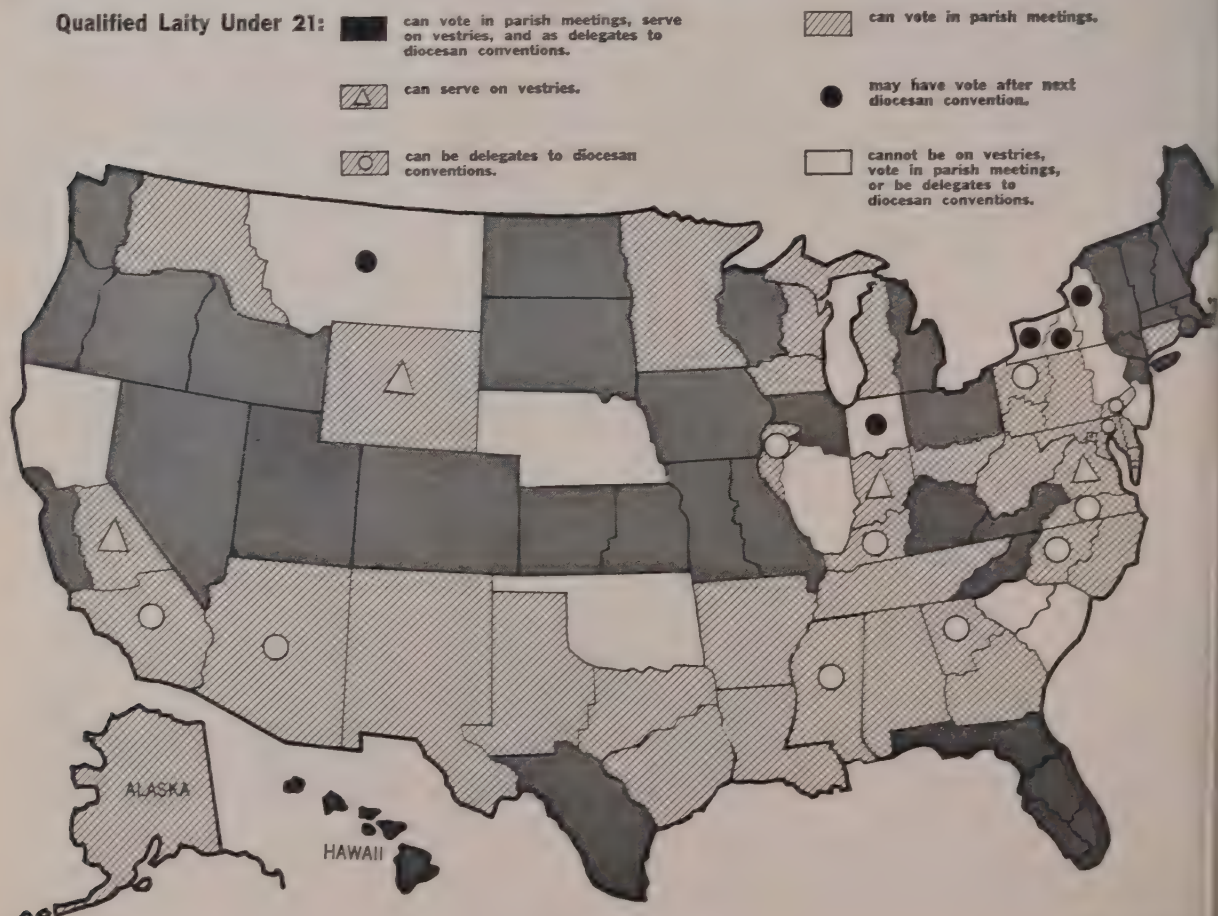 Qualified Laity Under 21:
can vote in parish meetings, serve
on vestries, and as delegates to
diocesan conventions.
can serve on vestries.
can be delegates to diocesan
conventions.
can vote in parish meetings.
may have vote after next
diocesan convention.
cannot be on vestries,
vote in parish meetings,
or be delegates to
diocesan conventions.
ALASKA
HAWAII